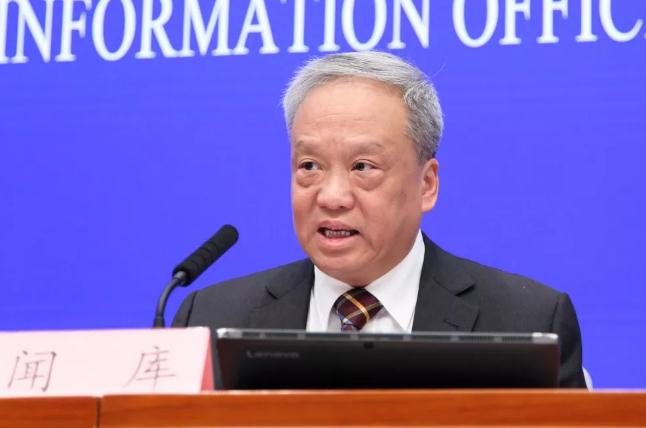 INFORMATION OFFIC
闻 库
Lenovo